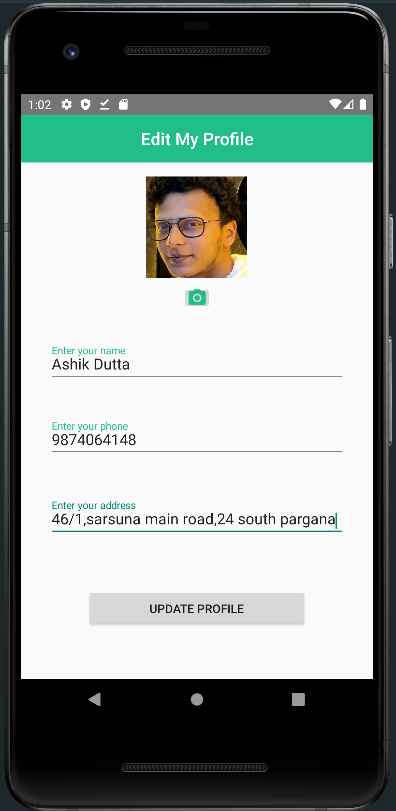 1:02
Edit My Profile
Enter your name
Ashik Dutta
Enter your phone
9874064148
Enter your address
46/1,sarsuna main road,24 south pargana
UPDATE PROFILE